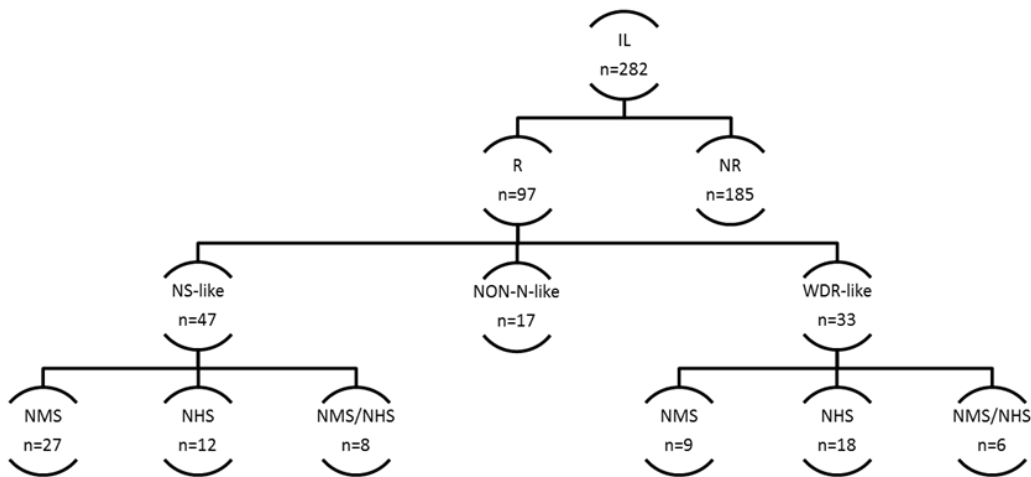 IL
n=282
R
n=97
NR
n=185
NS-like
n=47
NON-N-like
n=17
WDR-like
n=33
NMS
n=27
NHS
n=12
NMS/NHS
n=8
NMS
n=9
NHS
n=18
NMS/NHS
n=6